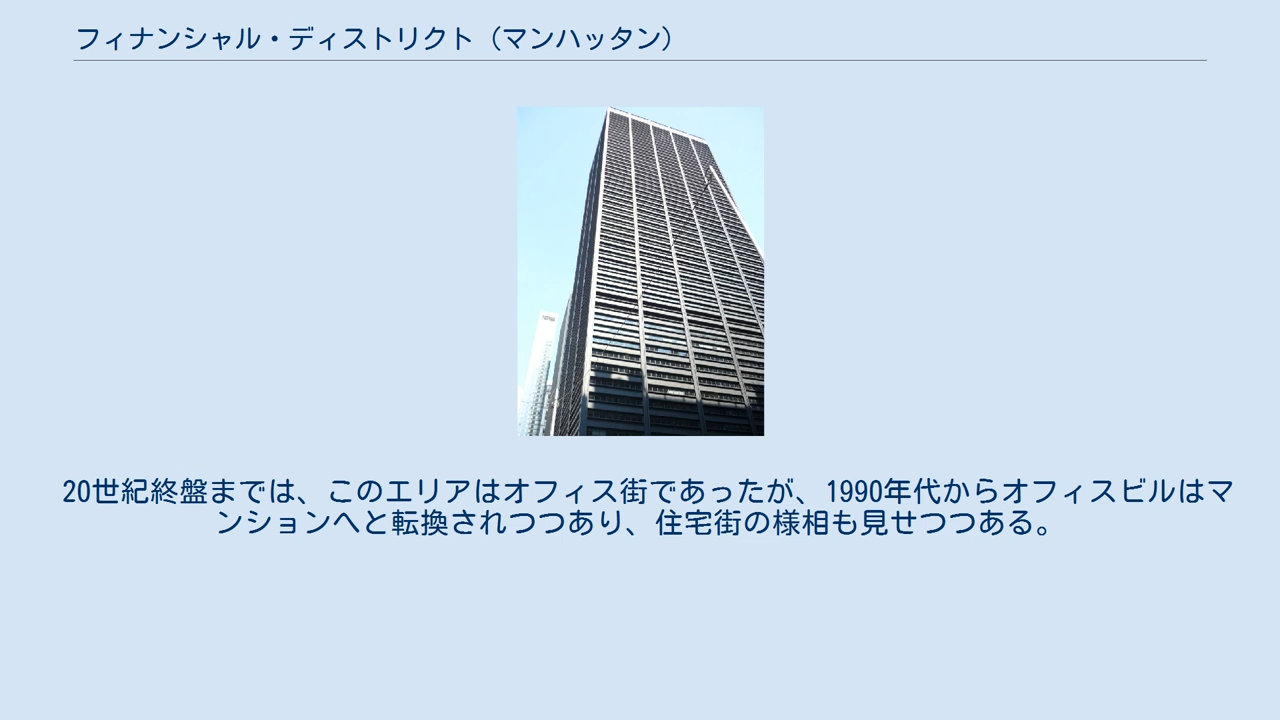 フィナンシャル・ディストリクト（マンハッタン）
20世紀終盤までは、このエリアはオフィス街であったが、1990年代からオフィスビルはマ
ンションへと転換されつつあり、住宅街の様相も見せつつある。